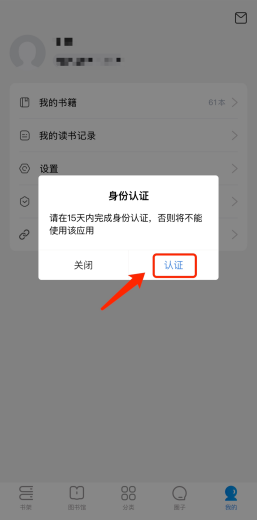 我的书籍
61本
我的读书记录
设置
身份认证
请在15天内完成身份认证，否则将不能
使用该应用
关闭
认证
书架
图书馆
分类
圈子
我的